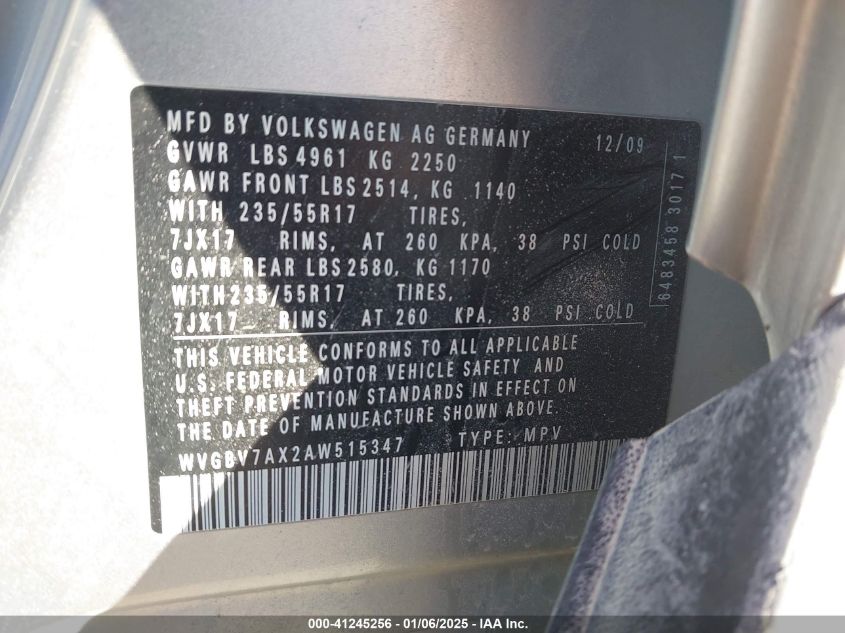 MFD BY VOLKSWAGEN AG GERMANY 12/09
GVWR LBS 4961 KG 2250
GAWR FRONT LBS 2514, KG 1140
WITH 235/55R17 TIRES,
7JX17 RIMS, AT 260 KPA, 38 PSI COLD
GAWR REAR LBS 2580, KG 1170
WITH 235/55R17 TIRES,
7JX17 RIMS, AT 260 KPA, 38 PSI COLD
THIS VEHICLE CONFORMS TO ALL APPLICABLE
U.S. FEDERAL MOTOR VEHICLE SAFETY AND
THEFT PREVENTION STANDARDS IN EFFECT ON
THE DATE OF MANUFACTURE SHOWN ABOVE.
WVGBV7AX2AW515347 TYPE: MPV
6483458 3017 1
000-41245256 - 01/06/2025 - IAA Inc.